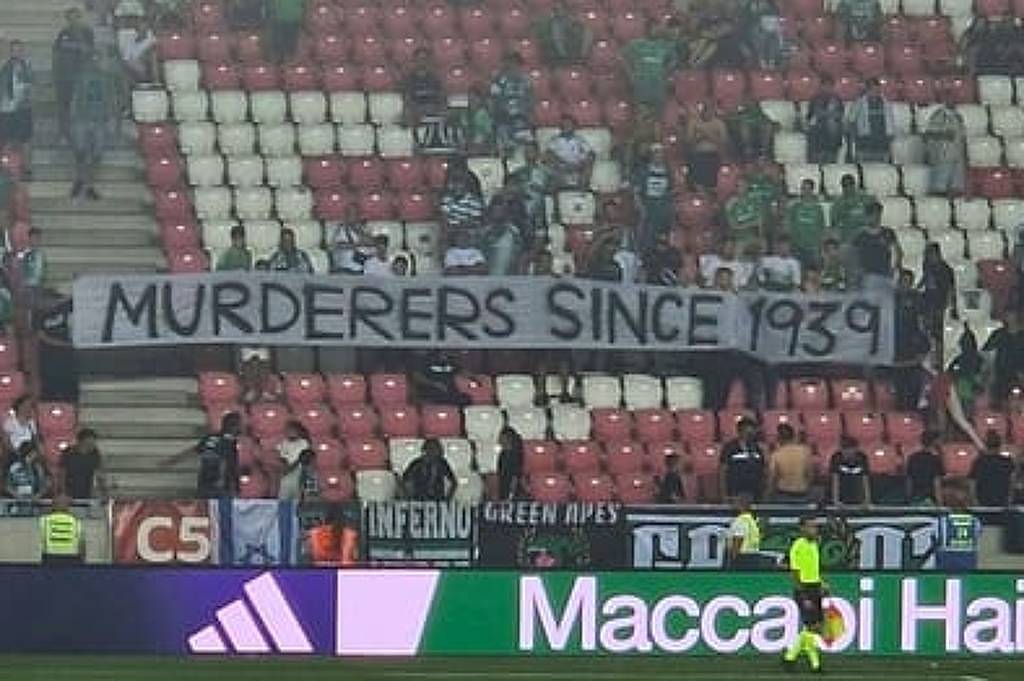 MURDERERS SINCE 1939
C5
INFERNO
GREEN APES
Maccabi Hai